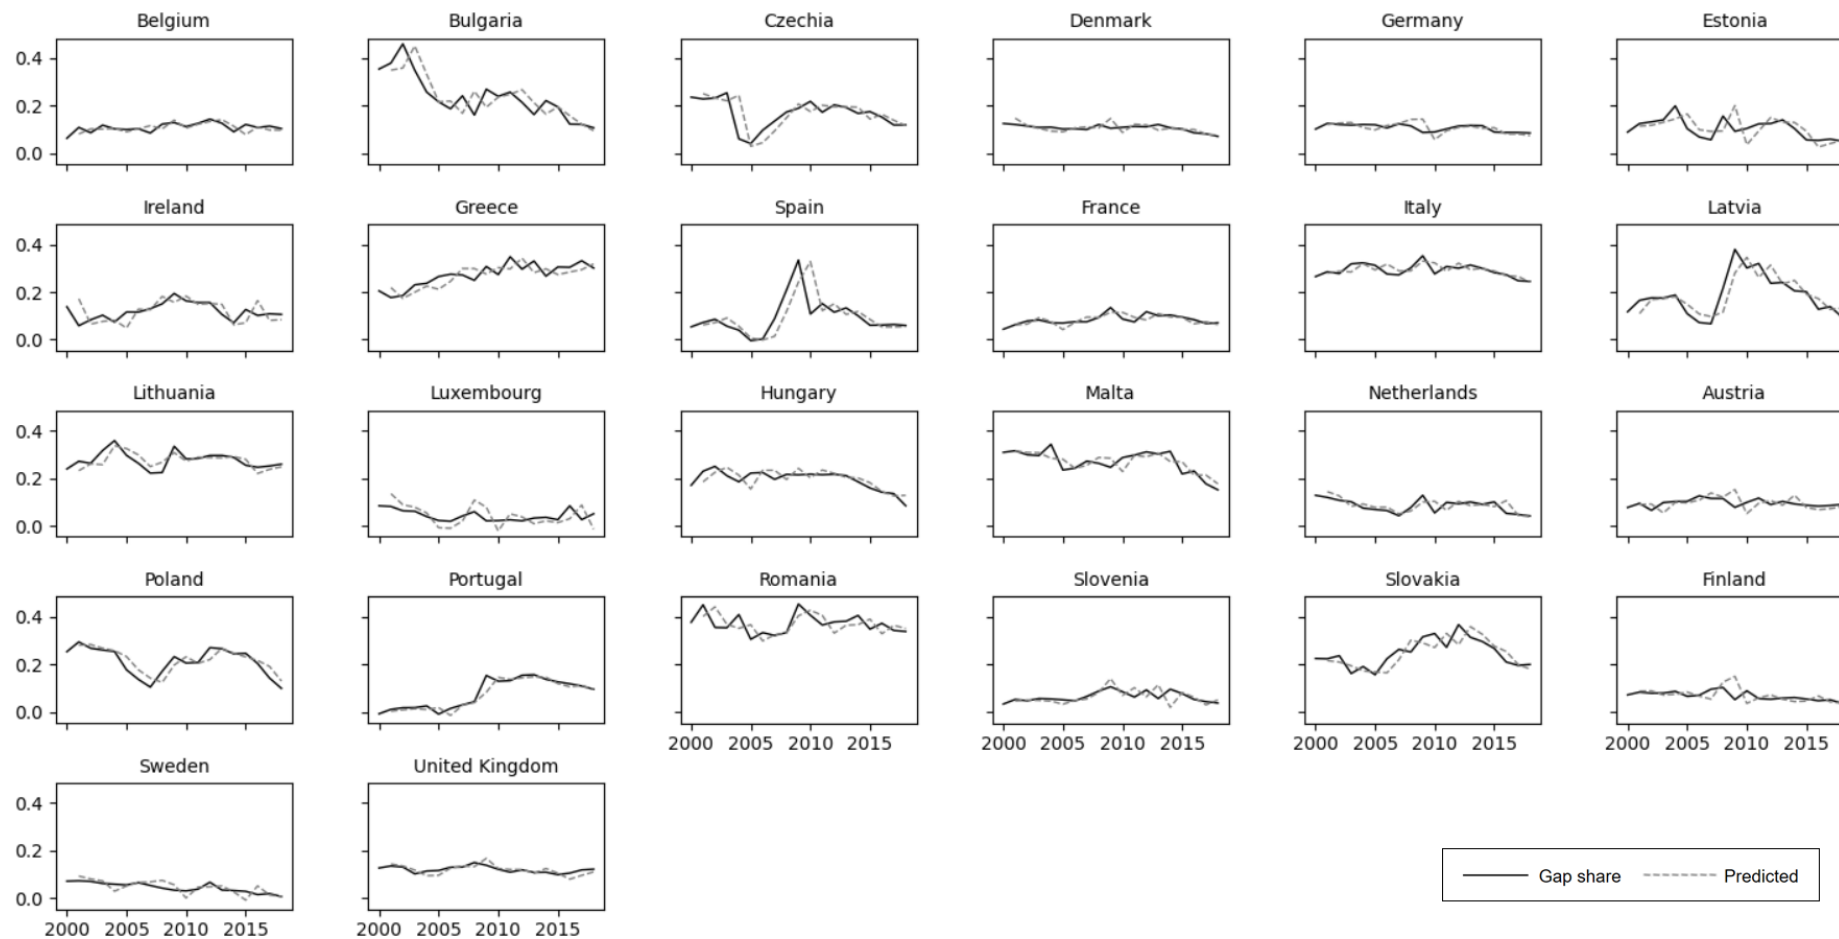 Belgium Bulgaria Czechia Denmark Germany Estonia
0.4
0.2
0.0
Ireland Greece Spain France Italy Latvia
0.4
0.2
0.0
Lithuania Luxembourg Hungary Malta Netherlands Austria
0.4
0.2
0.0
Poland Portugal Romania Slovenia Slovakia Finland
0.4
0.2
0.0
2000 2005 2010 2015 2000 2005 2010 2015 2000 2005 2010 2015 2000 2005 2010 2015
Sweden United Kingdom
0.4
0.2
0.0
2000 2005 2010 2015 2000 2005 2010 2015
Gap share Predicted